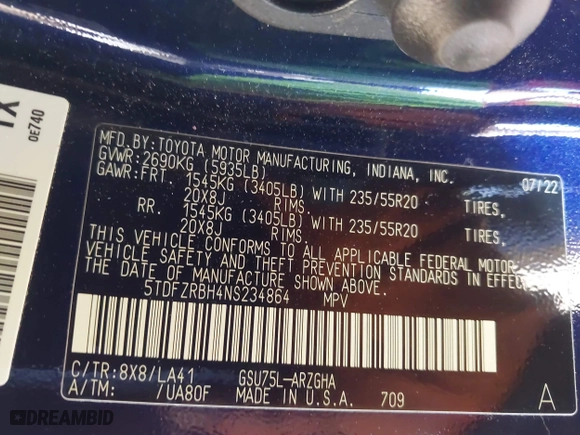 1X
0E740
MFD.BY:TOYOTA MOTOR MANUFACTURING, INDIANA, INC. 07/22
GVWR:2690KG (5935LB)
GAWR:FRT 1545KG (3405LB) WITH 235/55R20 TIRES,
20X8J RIMS.
RR. 1545KG (3405LB) WITH 235/55R20 TIRES,
20X8J RIMS.
THIS VEHICLE CONFORMS TO ALL APPLICABLE FEDERAL MOTOR
VEHICLE SAFETY AND THEFT PREVENTION STANDARDS IN EFFECT
THE DATE OF MANUFACTURE SHOWN ABOVE.
5TDFZRBH4NS234864 MPV
C/TR:8X8/LA41 GSU75L-ARZGHA
A/TM: /UA80F MADE IN U.S.A. 709 A
DREAMBID